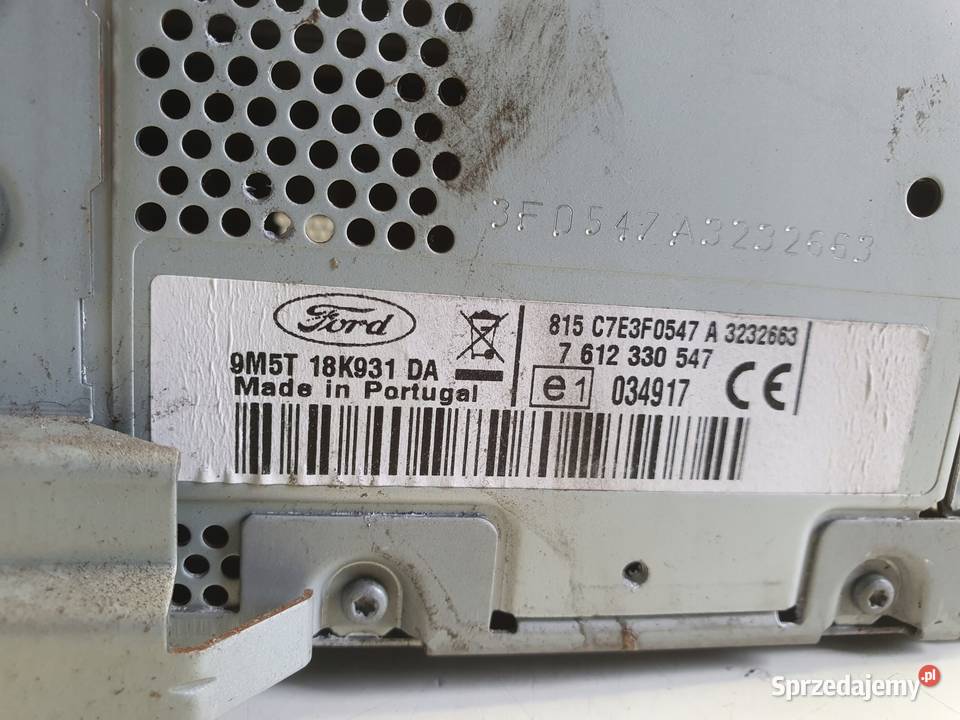 3F0547A3232663
Ford
9M5T 18K931 DA
Made in Portugal
815 C7E3F0547 A 3232663
7 612 330 547
e1 034917 CE
Sprzedajemy.pl